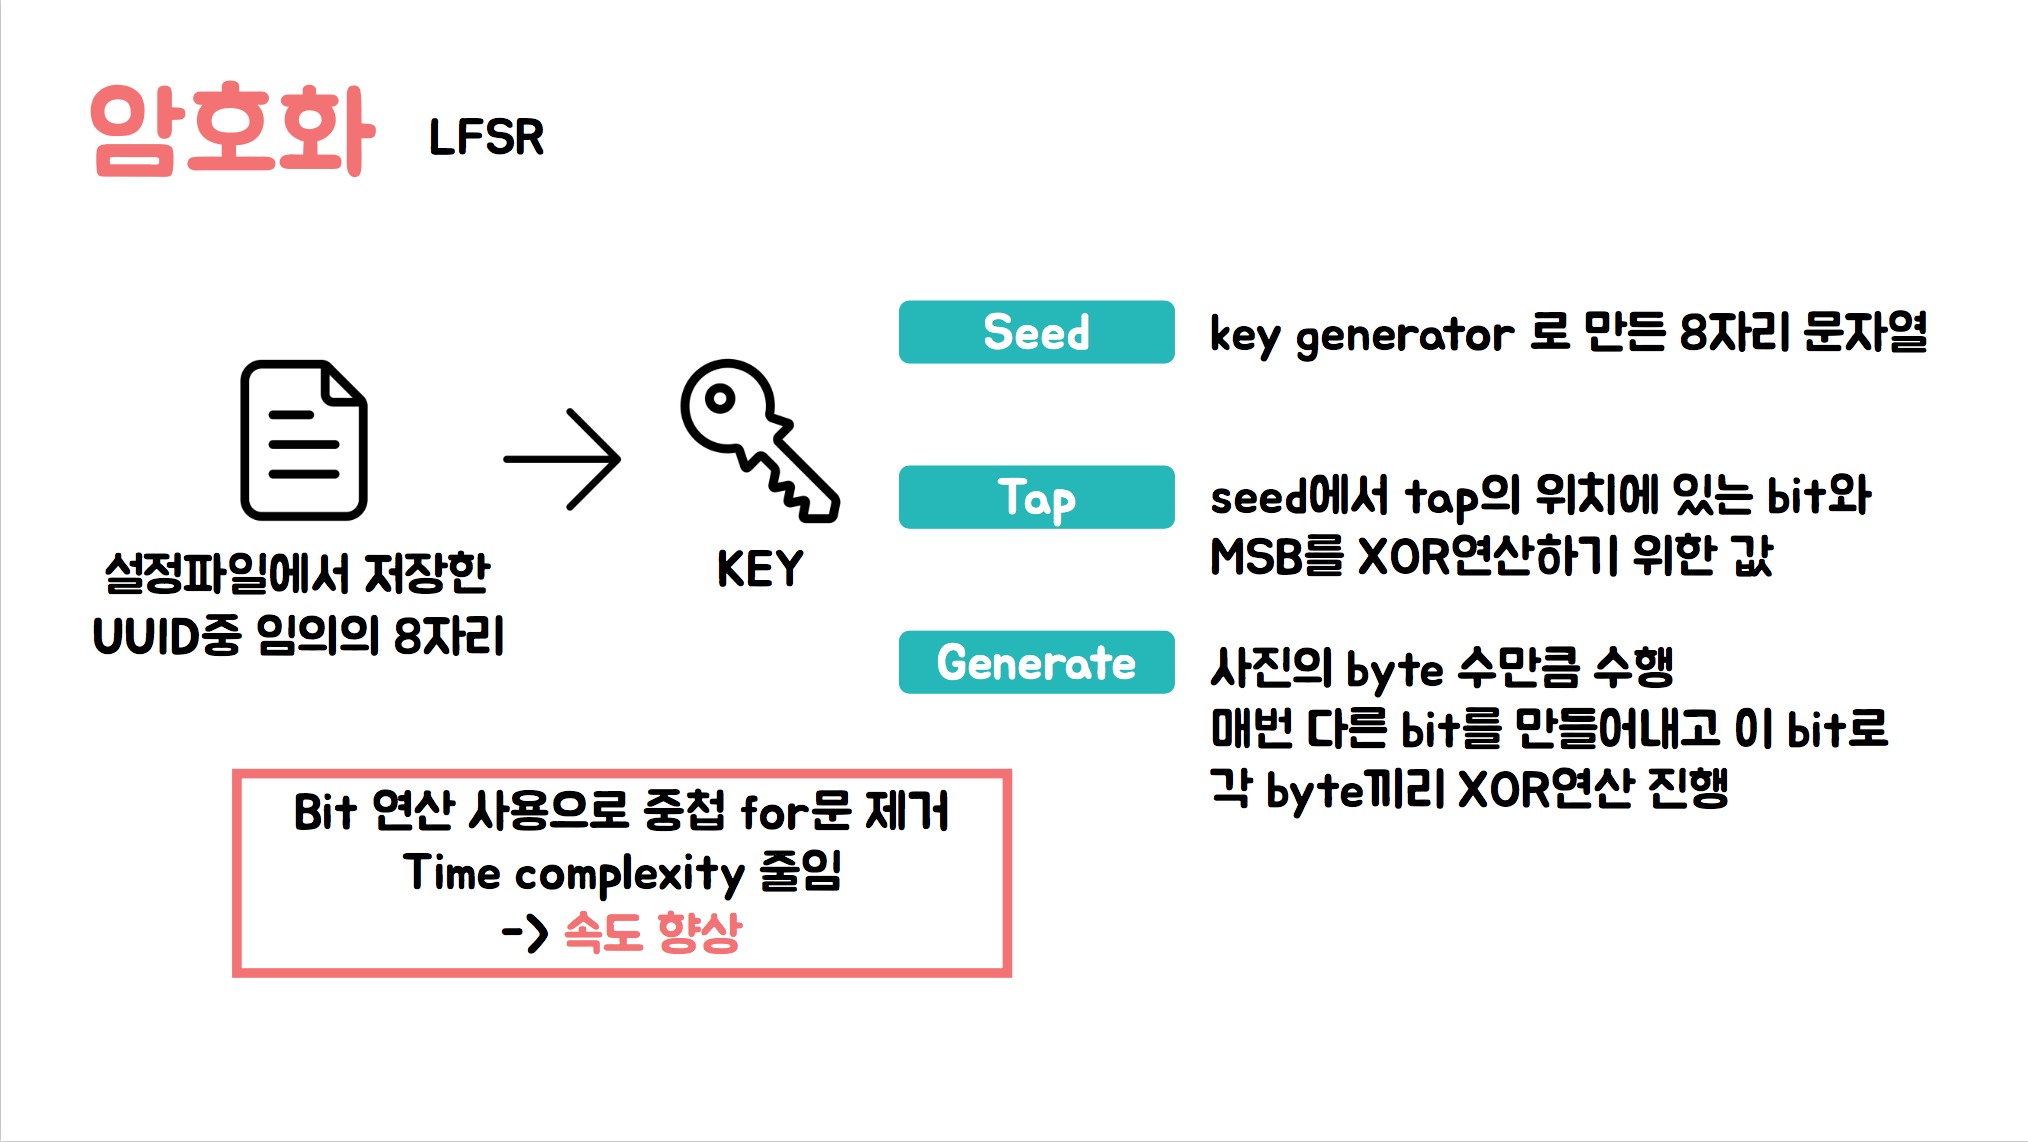 암호화 LFSR
설정파일에서 저장한
UUID중 임의의 8자리
KEY
Seed
key generator 로 만든 8자리 문자열
Tap
seed에서 tap의 위치에 있는 bit와
MSB를 XOR연산하기 위한 값
Generate
사진의 byte 수만큼 수행
매번 다른 bit를 만들어내고 이 bit로
각 byte끼리 XOR연산 진행
Bit 연산 사용으로 중첩 for문 제거
Time complexity 줄임
-> 속도 향상